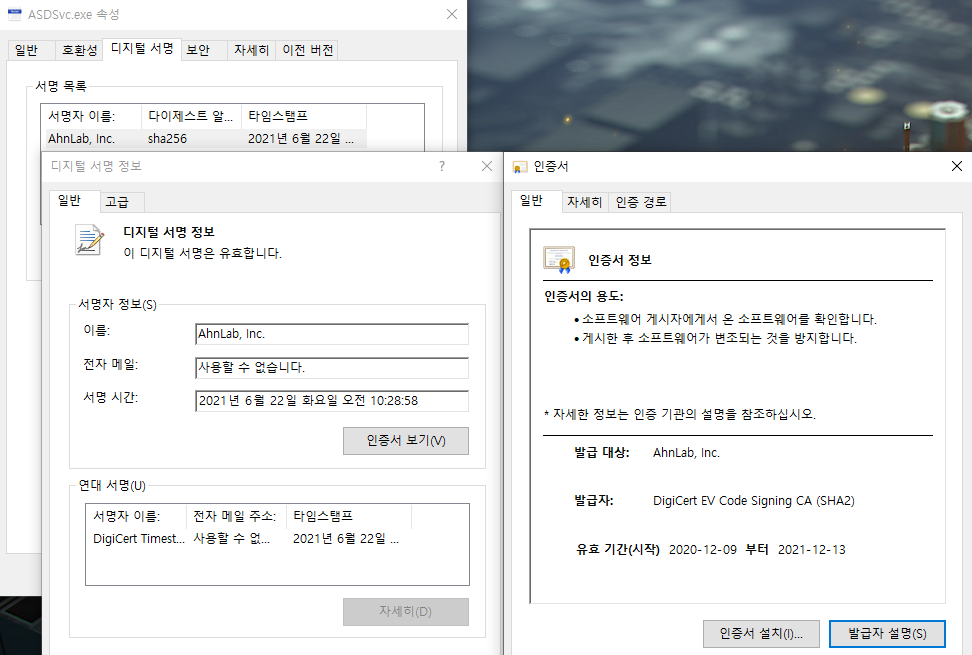 ASDSvc.exe 속성
일반 호환성 디지털 서명 보안 자세히 이전 버전
서명 목록
서명자 이름: 다이제스트 알... 타임스탬프
AhnLab, Inc. sha256 2021년 6월 22일 ...
디지털 서명 정보 ?
일반 고급
디지털 서명 정보
이 디지털 서명은 유효합니다.
서명자 정보(S)
이름: AhnLab, Inc.
전자 메일: 사용할 수 없습니다.
서명 시간: 2021년 6월 22일 화요일 오전 10:28:58
인증서 보기(V)
연대 서명(U)
서명자 이름: 전자 메일 주소: 타임스탬프
DigiCert Timest... 사용할 수 없... 2021년 6월 22일 ...
자세히(D)
인증서
일반 자세히 인증 경로
인증서 정보
인증서의 용도:
•소프트웨어 게시자에게서 온 소프트웨어를 확인합니다.
•게시한 후 소프트웨어가 변조되는 것을 방지합니다.
* 자세한 정보는 인증 기관의 설명을 참조하십시오.
발급 대상: AhnLab, Inc.
발급자: DigiCert EV Code Signing CA (SHA2)
유효 기간(시작) 2020-12-09 부터 2021-12-13
인증서 설치(I)... 발급자 설명(S)